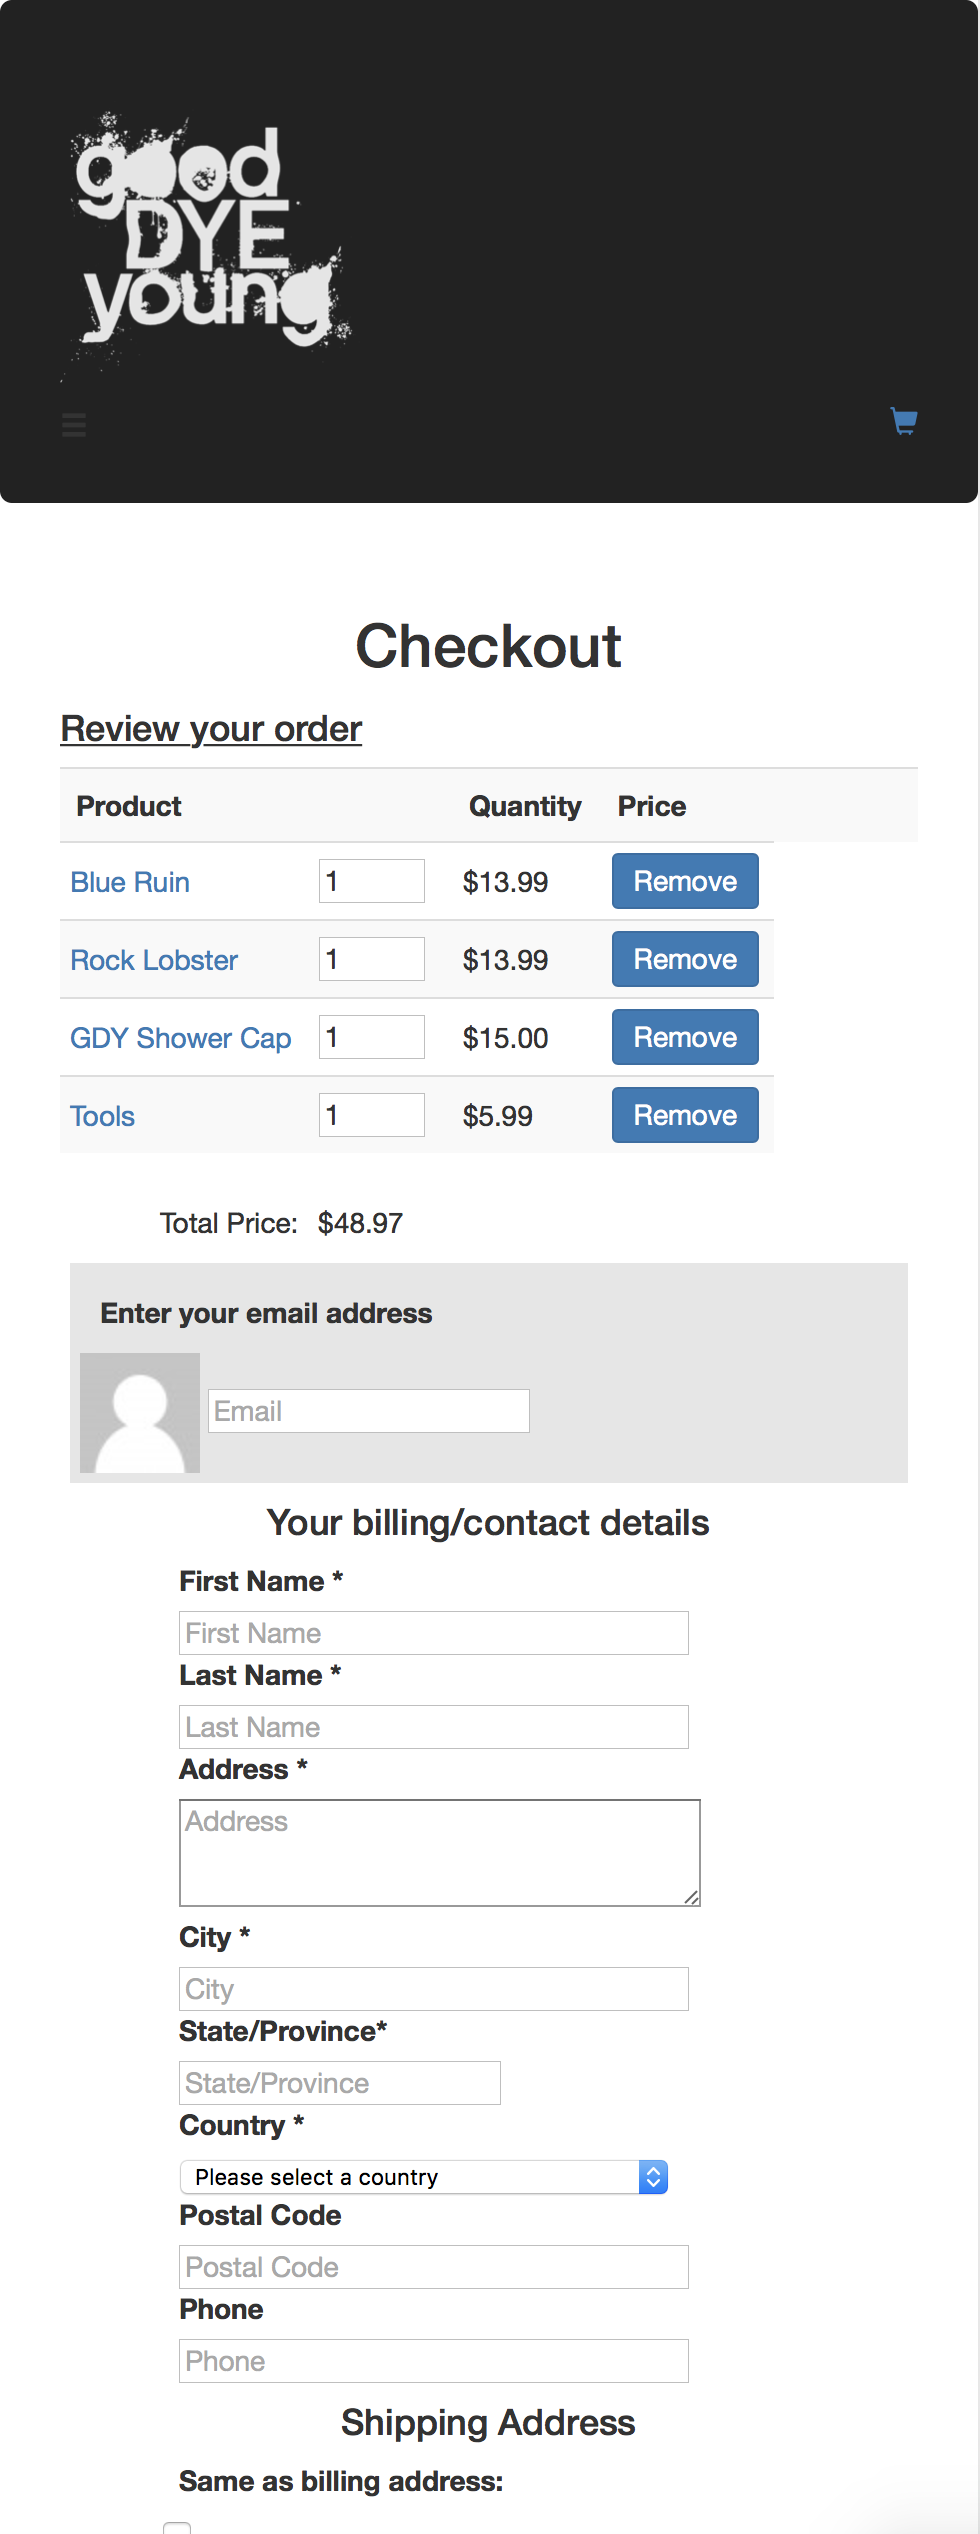 good
DYE
young
Checkout
Review your order
Product Quantity Price
Blue Ruin 1 $13.99 Remove
Rock Lobster 1 $13.99 Remove
GDY Shower Cap 1 $15.00 Remove
Tools 1 $5.99 Remove
Total Price: $48.97
Enter your email address
Email
Your billing/contact details
First Name *
First Name
Last Name *
Last Name
Address *
Address
City *
City
State/Province*
State/Province
Country *
Please select a country
Postal Code
Postal Code
Phone
Phone
Shipping Address
Same as billing address: